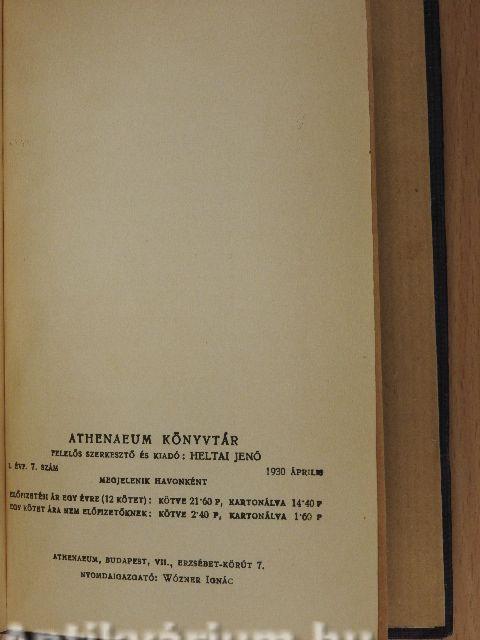 ATHENAEUM KÖNYVTÁR
FELELŐS SZERKESZTŐ ÉS KIADÓ: HELTAI JENŐ
I. ÉVF. 7. SZÁM 1930 ÁPRILIS
MEGJELENIK HAVONKÉNT
ELŐFIZETÉSI ÁR EGY ÉVRE (12 KÖTET): KÖTVE 21·60 P, KARTONÁLVA 14·40 P
EGY KÖTET ÁRA NEM ELŐFIZETŐKNEK: KÖTVE 2·40 P, KARTONÁLVA 1·60 P
ATHENAEUM, BUDAPEST, VII., ERZSÉBET-KÖRÚT 7.
NYOMDAIGAZGATÓ: WÓZNER IGNÁC
Antikvárium.hu